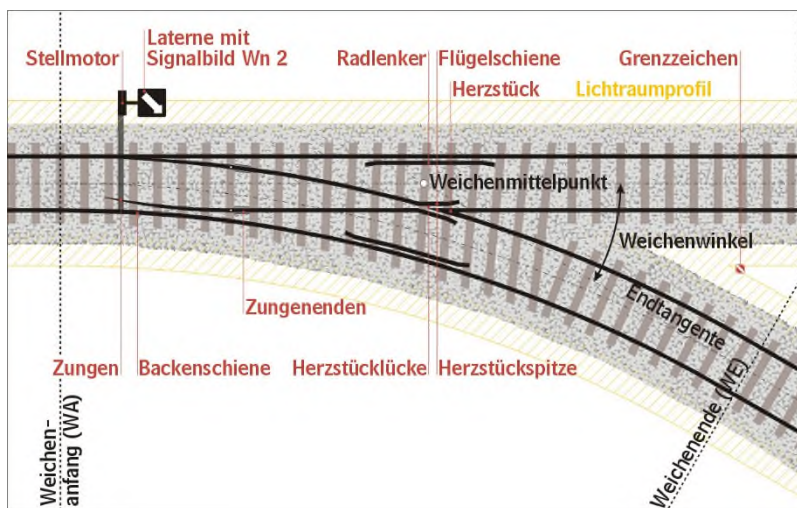 Laterne mit
Stellmotor Signalbild Wn 2 Radlenker Flügelschiene Grenzzeichen
Herzstück Lichtraumprofil
Weichenmittelpunkt
Weichenwinkel
Zungenenden
Endtangente
Zungen Backenschiene Herzstücklücke Herzstückspitze
Weichen-
anfang (WA)
Weichenende (WE)